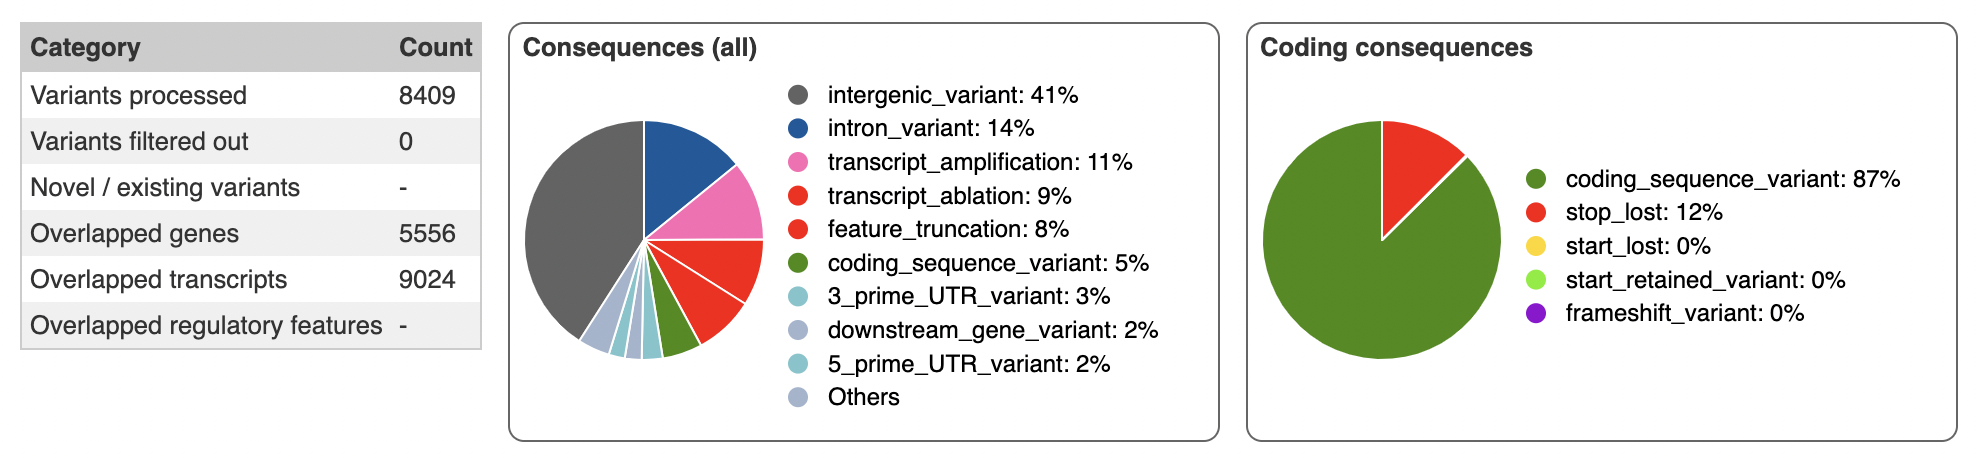 Category Count
Variants processed 8409
Variants filtered out 0
Novel / existing variants -
Overlapped genes 5556
Overlapped transcripts 9024
Overlapped regulatory features -
Consequences (all)
intergenic_variant: 41%
intron_variant: 14%
transcript_amplification: 11%
transcript_ablation: 9%
feature_truncation: 8%
coding_sequence_variant: 5%
3_prime_UTR_variant: 3%
downstream_gene_variant: 2%
5_prime_UTR_variant: 2%
Others
Coding consequences
coding_sequence_variant: 87%
stop_lost: 12%
start_lost: 0%
start_retained_variant: 0%
frameshift_variant: 0%